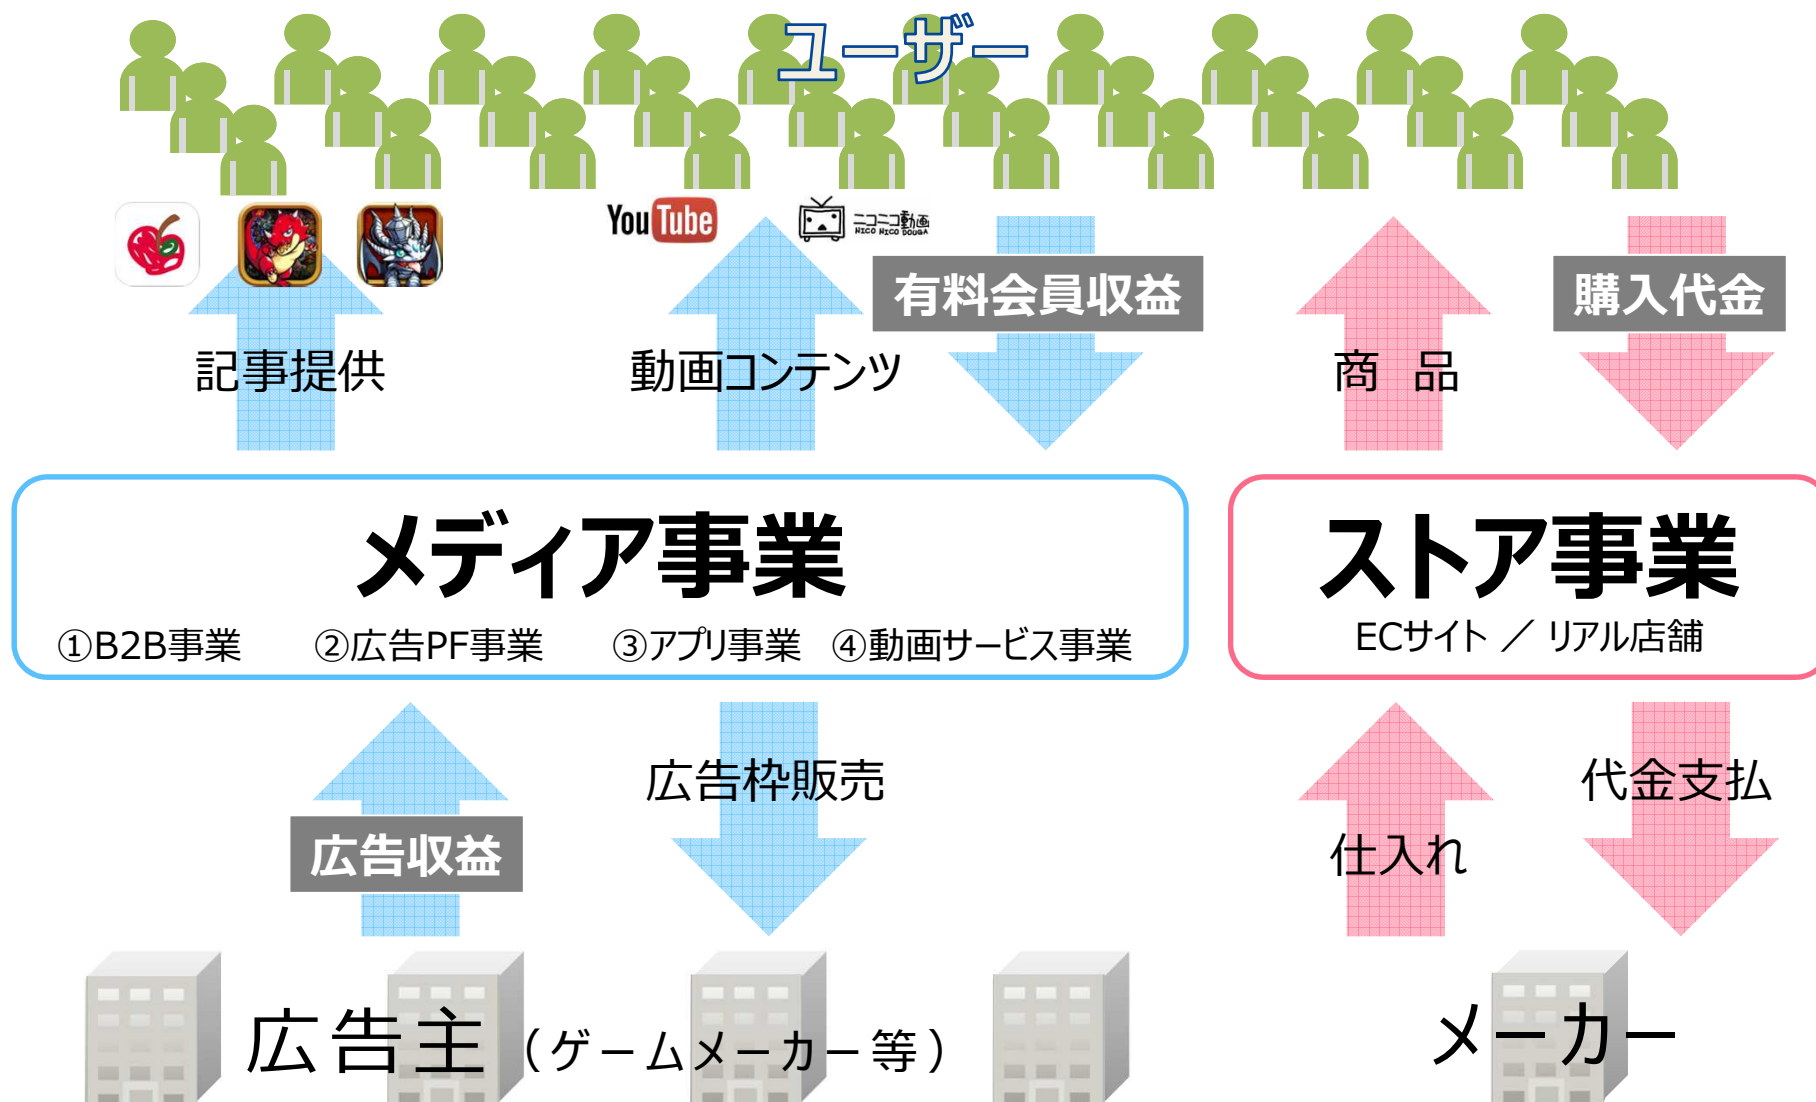 ユーザー
You Tube
ニコニコ動画
NICO NICO DOUGA
有料会員収益
購入代金
記事提供
動画コンテンツ
商　品
メディア事業
①B2B事業 ②広告PF事業 ③アプリ事業 ④動画サービス事業
ストア事業
ECサイト ／ リアル店舗
広告枠販売
広告収益
代金支払
仕入れ
広告主（ゲームメーカー等）
メーカー